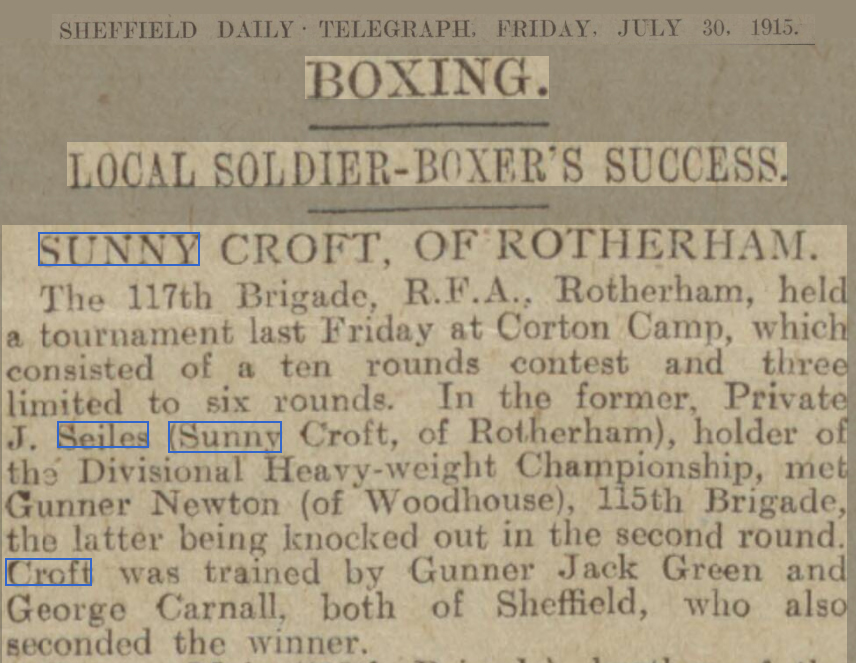 SHEFFIELD DAILY TELEGRAPH, FRIDAY, JULY 30, 1915.
BOXING.
LOCAL SOLDIER-BOXER'S SUCCESS.
SUNNY CROFT, OF ROTHERHAM.
The 117th Brigade, R.F.A., Rotherham, held
a tournament last Friday at Corton Camp, which
consisted of a ten rounds contest and three
limited to six rounds. In the former, Private
J. Seiles (Sunny Croft, of Rotherham), holder of
the Divisional Heavy-weight Championship, met
Gunner Newton (of Woodhouse), 115th Brigade,
the latter being knocked out in the second round.
Croft was trained by Gunner Jack Green and
George Carnall, both of Sheffield, who also
seconded the winner.